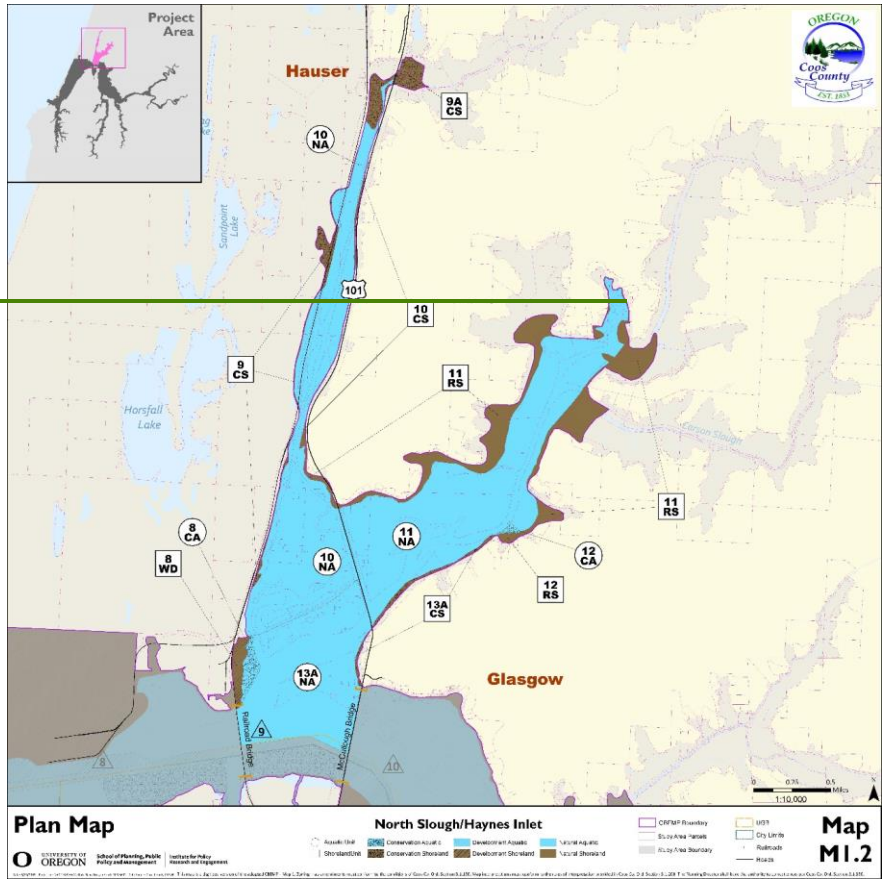 Project
Area
OREGON
Coos
County
EST. 1853
Hauser
9A
CS
10
NA
Sandpoint
Lake
101
10
CS
9
CS
11
RS
Horsfall
Lake
Carson Slough
11
RS
8
CA
8
WD
10
NA
11
NA
12
CA
12
RS
13A
CS
13A
NA
Glasgow
Railroad Bridge
McCullough Bridge
8
9
10
0 0.25 0.5
Miles
1:10,000
Plan Map
North Slough/Haynes Inlet
Map
M1.2
Aquatic Unit
Shoreland Unit
Conservation Aquatic
Conservation Shoreland
Development Aquatic
Development Shoreland
Natural Aquatic
Natural Shoreland
CBEMP Boundary
Study Area Parcels
Study Area Boundary
UGB
City Limits
Railroads
Roads
O UNIVERSITY OF
OREGON
School of Planning, Public
Policy and Management
Institute for Policy
Research and Engagement